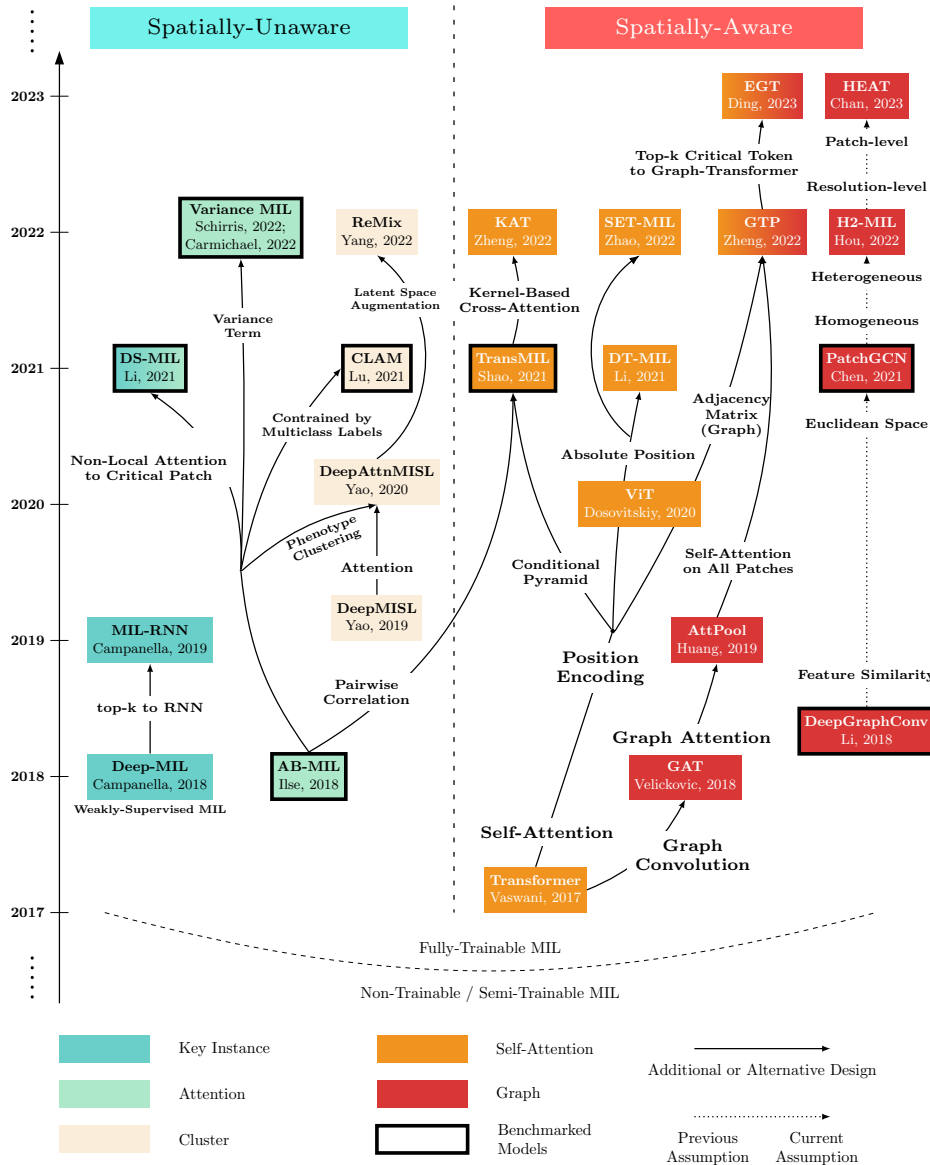 Spatially-Unaware
Spatially-Aware
2023
EGT
Ding, 2023
HEAT
Chan, 2023
Top-k Critical Token
to Graph-Transformer
Patch-level
Resolution-level
2022
Variance MIL
Schirris, 2022;
Carmichael, 2022
ReMix
Yang, 2022
KAT
Zheng, 2022
SET-MIL
Zhao, 2022
GTP
Zheng, 2022
H2-MIL
Hou, 2022
Variance
Term
Latent Space
Augmentation
Kernel-Based
Cross-Attention
Heterogeneous
Homogeneous
2021
DS-MIL
Li, 2021
CLAM
Lu, 2021
TransMIL
Shao, 2021
DT-MIL
Li, 2021
PatchGCN
Chen, 2021
Contrained by
Multiclass Labels
Adjacency
Matrix
(Graph)
Euclidean Space
Non-Local Attention
to Critical Patch
Absolute Position
2020
DeepAttnMISL
Yao, 2020
ViT
Dosovitskiy, 2020
Phenotype
Clustering
Attention
Conditional
Pyramid
Self-Attention
on All Patches
2019
MIL-RNN
Campanella, 2019
DeepMISL
Yao, 2019
AttPool
Huang, 2019
Position
Encoding
Feature Similarity
top-k to RNN
Pairwise
Correlation
Graph Attention
DeepGraphConv
Li, 2018
2018
Deep-MIL
Campanella, 2018
Weakly-Supervised MIL
AB-MIL
Ilse, 2018
GAT
Velickovic, 2018
Self-Attention
Graph
Convolution
Transformer
Vaswani, 2017
2017
Fully-Trainable MIL
Non-Trainable / Semi-Trainable MIL
Key Instance
Self-Attention
Additional or Alternative Design
Attention
Graph
Cluster
Benchmarked
Models
Previous
Assumption
Current
Assumption